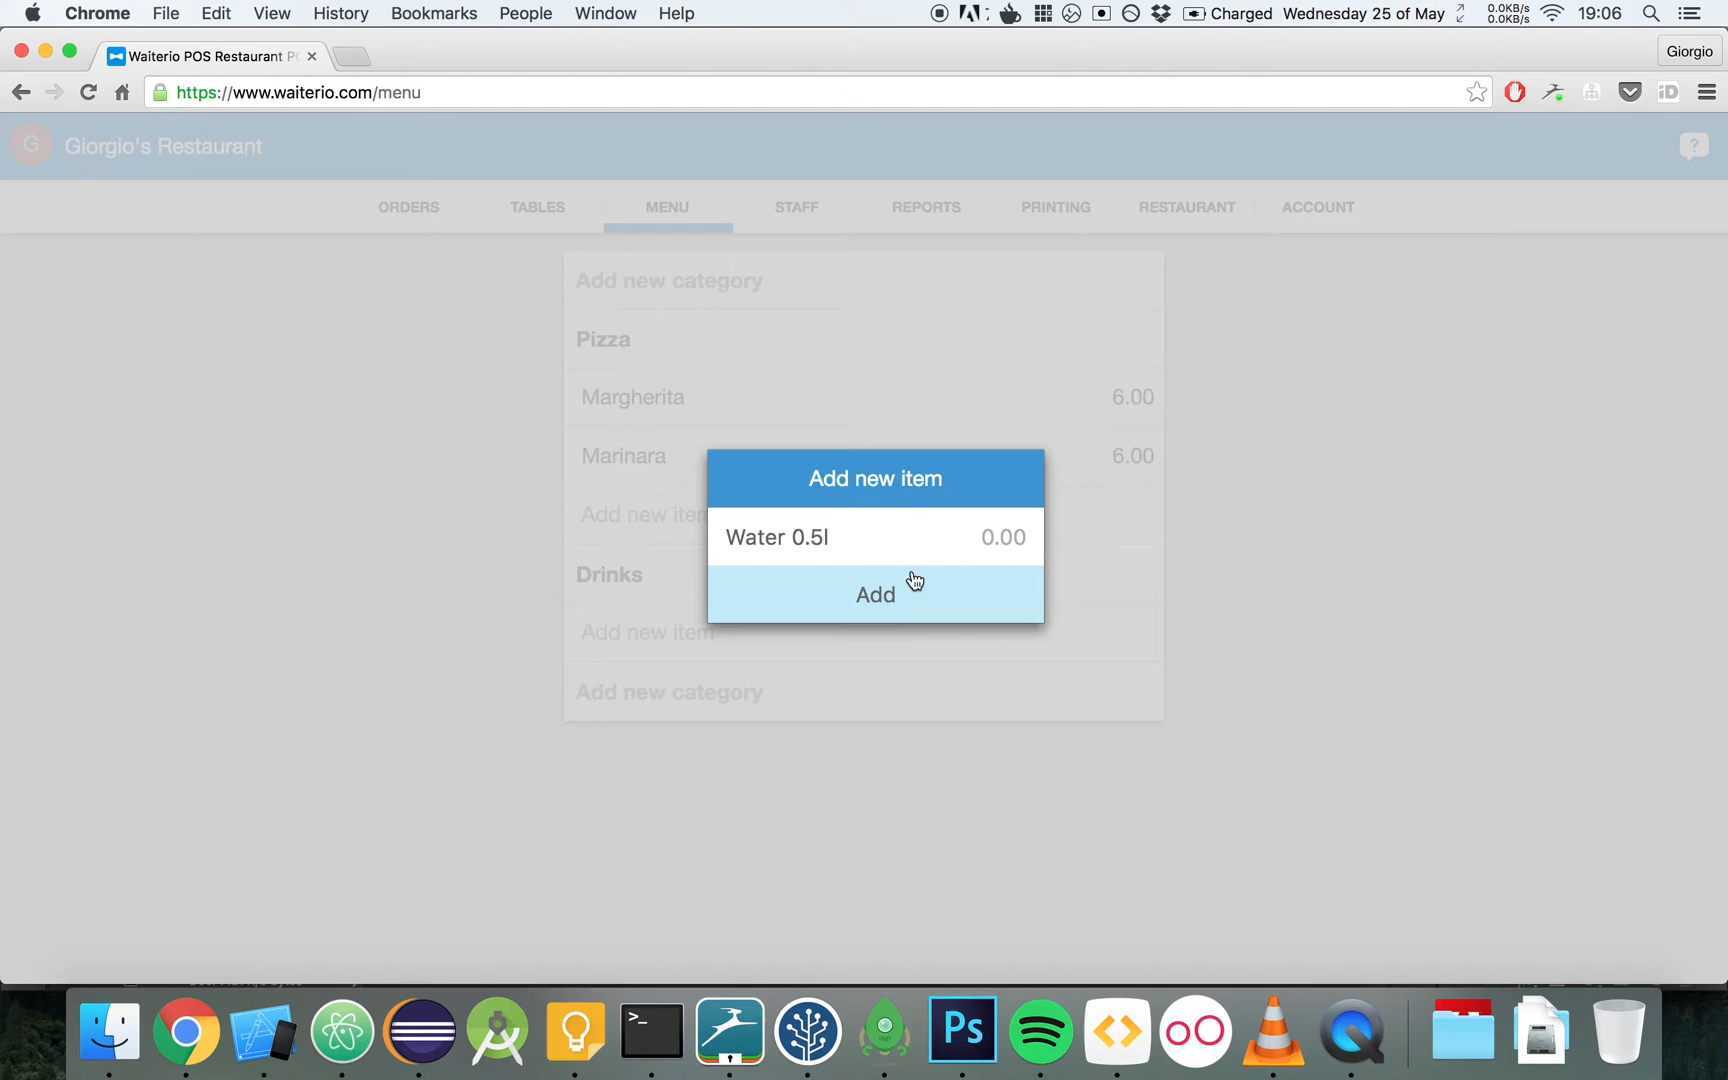 Chrome File Edit View History Bookmarks People Window Help Charged Wednesday 25 of May 0.0KB/s 0.0KB/s 19:06
Waiterio POS Restaurant P Giorgio
https://www.waiterio.com/menu
G Giorgio's Restaurant ?
ORDERS TABLES MENU STAFF REPORTS PRINTING RESTAURANT ACCOUNT
Add new category
Pizza
Margherita 6.00
Marinara 6.00
Add new item
Water 0.5l 0.00
Add new iten
Drinks
Add
Add new item
Add new category
>_
Ps